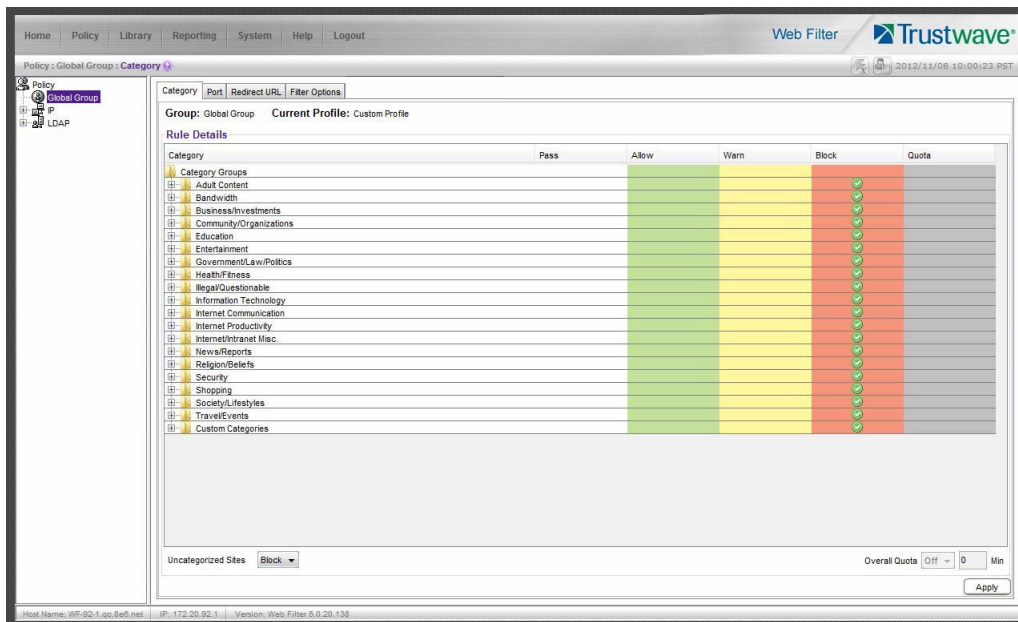 Home Policy Library Reporting System Help Logout
Web Filter Trustwave®
Policy : Global Group : Category
2012/11/08 10:00:23 PST
Policy
Global Group
IP
LDAP
Category Port Redirect URL Filter Options
Group: Global Group Current Profile: Custom Profile
Rule Details
Category Pass Allow Warn Block Quota
Category Groups
Adult Content
Bandwidth
Business/Investments
Community/Organizations
Education
Entertainment
Government/Law/Politics
Health/Fitness
Illegal/Questionable
Information Technology
Internet Communication
Internet Productivity
Internet/Intranet Misc.
News/Reports
Religion/Beliefs
Security
Shopping
Society/Lifestyles
Travel/Events
Custom Categories
Uncategorized Sites Block
Overall Quota Off 0 Min
Apply
Host Name: WF-92-1.qc.8e6.net IP: 172.20.92.1 Version: Web Filter 5.0.20.138